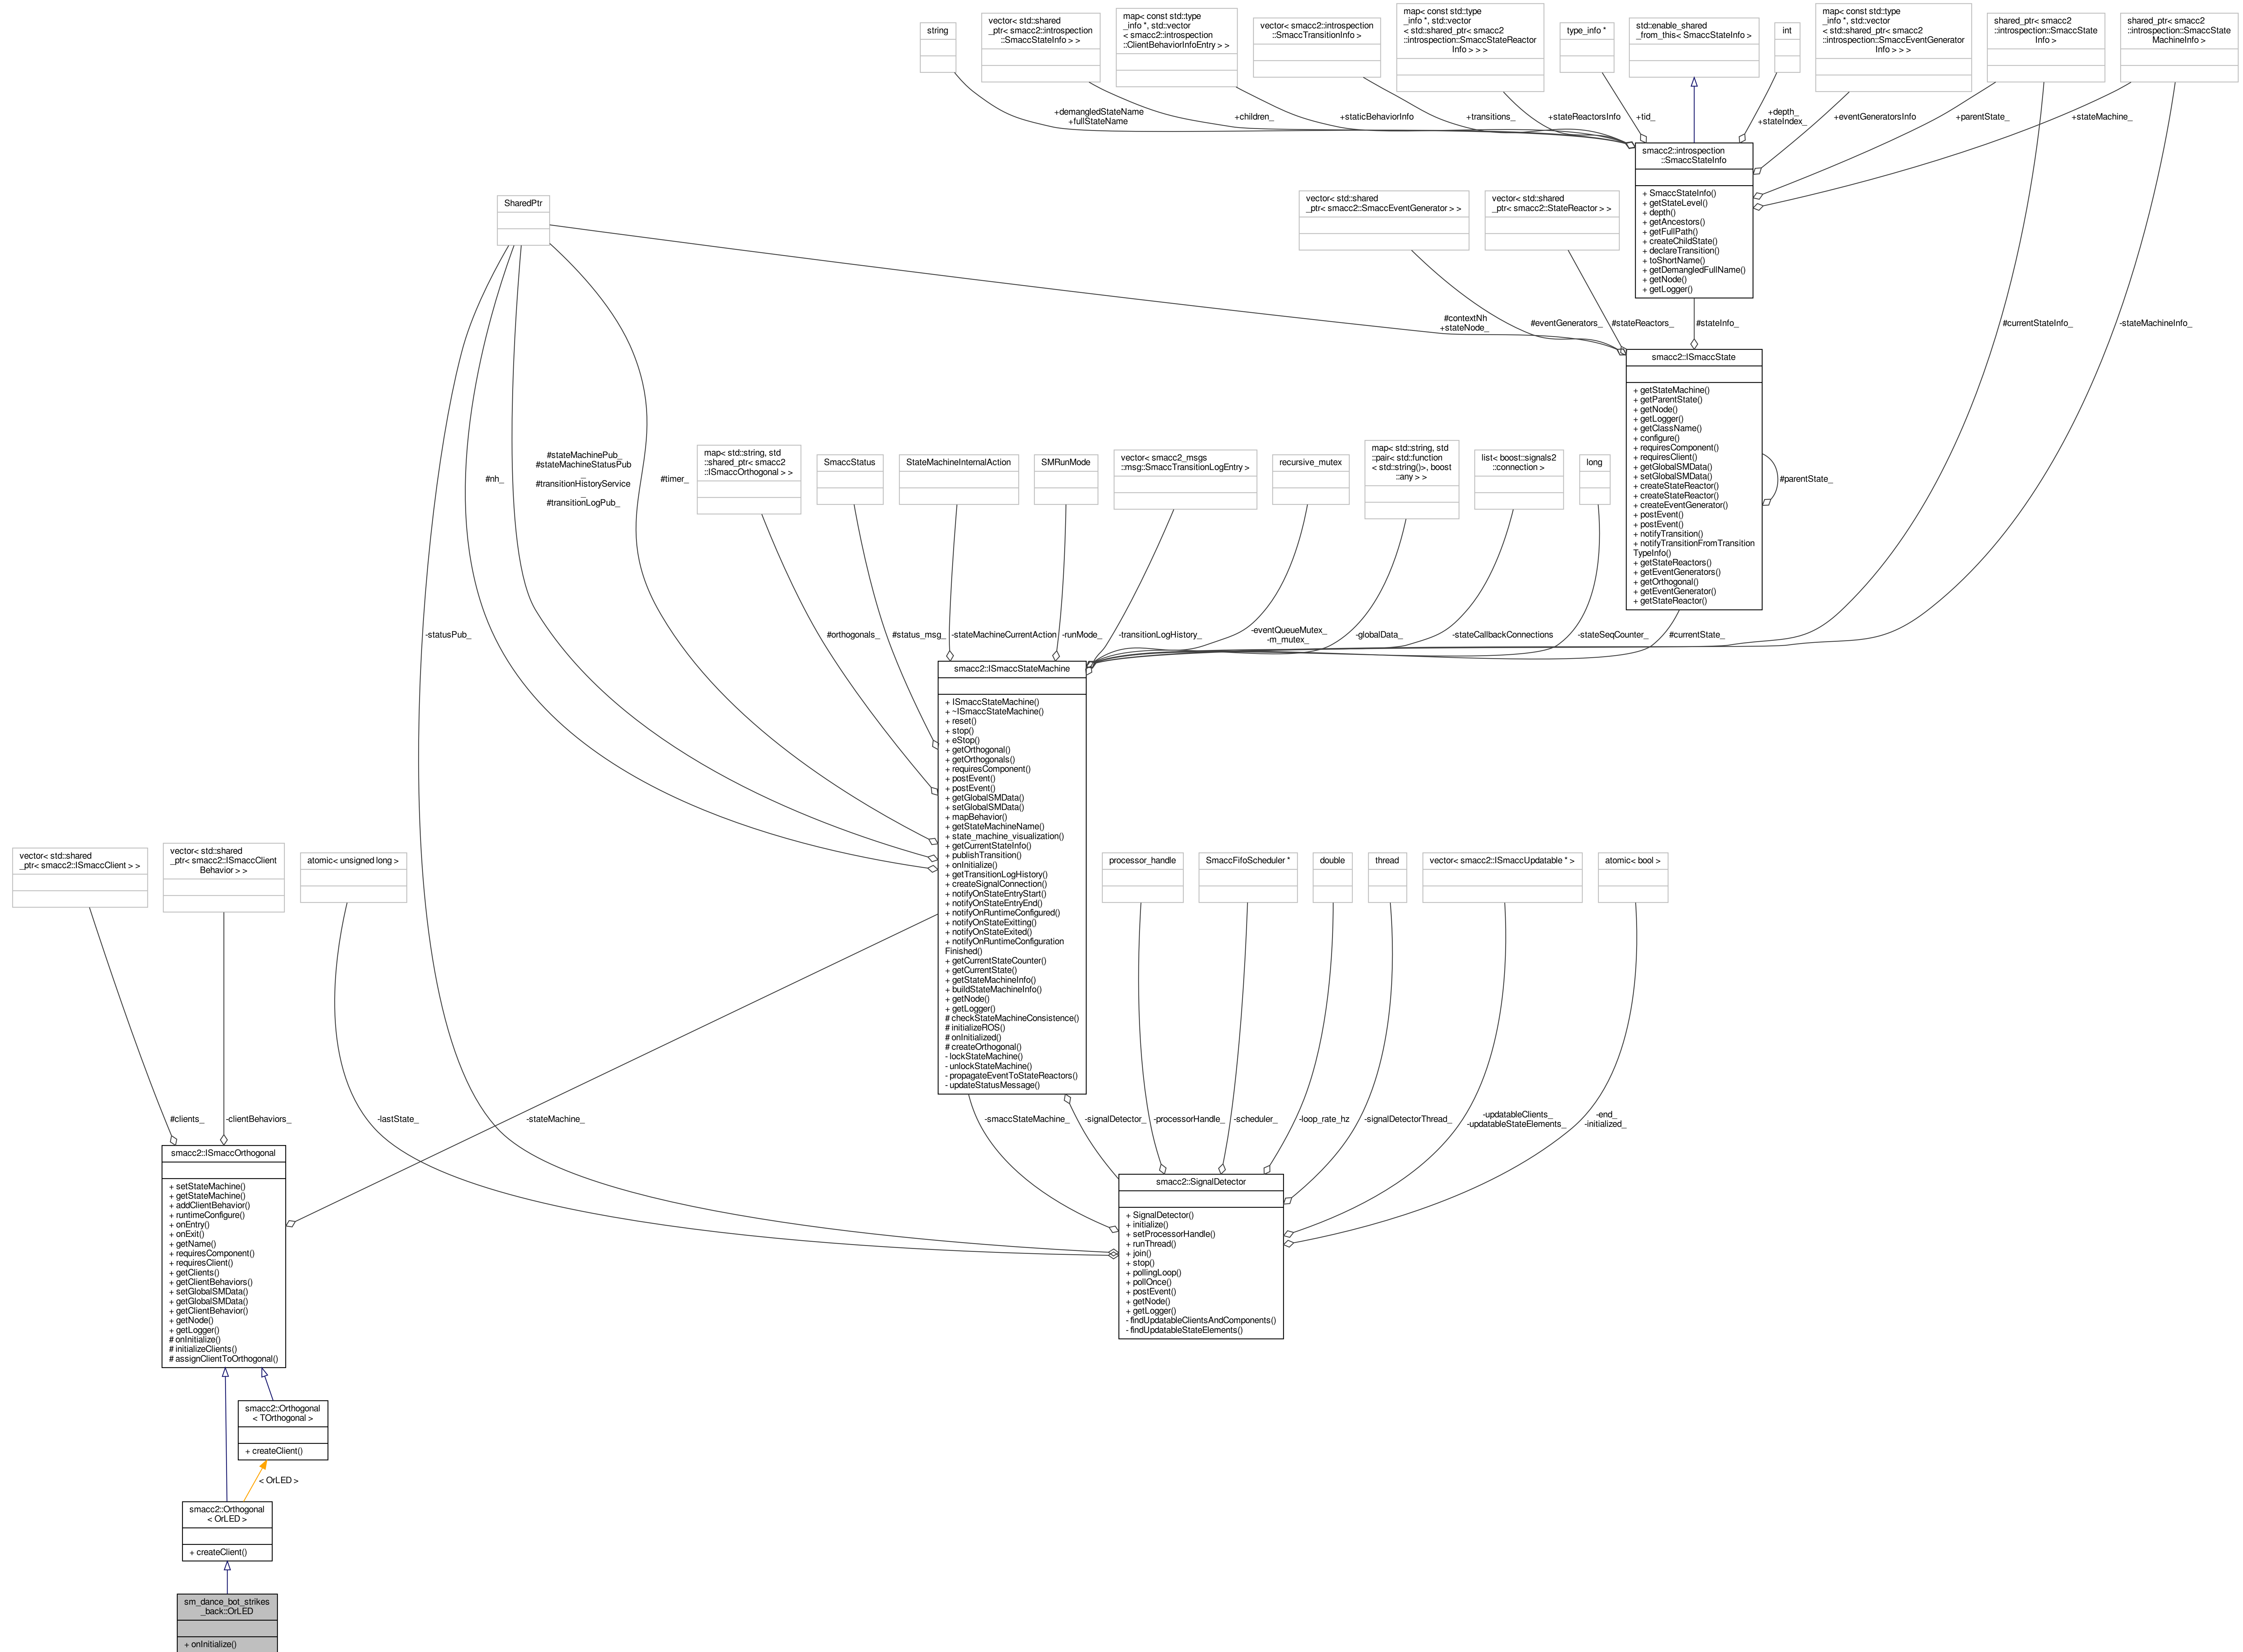 string
vector< std::shared
_ptr< smacc2::introspection
::SmaccStateInfo > >
map< const std::type
_info *, std::vector
< smacc2::introspection
::ClientBehaviorInfoEntry > >
vector< smacc2::introspection
::SmaccTransitionInfo >
map< const std::type
_info *, std::vector
< std::shared_ptr< smacc2
::introspection::SmaccStateReactor
Info > > >
type_info *
std::enable_shared
_from_this< SmaccStateInfo >
int
map< const std::type
_info *, std::vector
< std::shared_ptr< smacc2
::introspection::SmaccEventGenerator
Info > > >
shared_ptr< smacc2
::introspection::SmaccState
Info >
shared_ptr< smacc2
::introspection::SmaccState
MachineInfo >
+demangledStateName
+fullStateName
+children_
+staticBehaviorInfo
+transitions_
+stateReactorsInfo
+tid_
+depth_
+stateIndex_
+eventGeneratorsInfo
+parentState_
+stateMachine_
smacc2::introspection
::SmaccStateInfo
+ SmaccStateInfo()
+ getStateLevel()
+ depth()
+ getAncestors()
+ getFullPath()
+ createChildState()
+ declareTransition()
+ toShortName()
+ getDemangledFullName()
+ getNode()
+ getLogger()
SharedPtr
vector< std::shared
_ptr< smacc2::SmaccEventGenerator > >
vector< std::shared
_ptr< smacc2::StateReactor > >
#contextNh
+stateNode_
#eventGenerators_
#stateReactors_
#stateInfo_
#currentStateInfo_
-stateMachineInfo_
smacc2::ISmaccState
+ getStateMachine()
+ getParentState()
+ getNode()
+ getLogger()
+ getClassName()
+ configure()
+ requiresComponent()
+ requiresClient()
+ getGlobalSMData()
+ setGlobalSMData()
+ createStateReactor()
+ createStateReactor()
+ createEventGenerator()
+ postEvent()
+ postEvent()
+ notifyTransition()
+ notifyTransitionFromTransition
TypeInfo()
+ getStateReactors()
+ getEventGenerators()
+ getOrthogonal()
+ getEventGenerator()
+ getStateReactor()
#parentState_
#nh_
#stateMachinePub_
#stateMachineStatusPub
_
#transitionHistoryService
_
#transitionLogPub_
#timer_
map< std::string, std
::shared_ptr< smacc2
::ISmaccOrthogonal > >
SmaccStatus
StateMachineInternalAction
SMRunMode
vector< smacc2_msgs
::msg::SmaccTransitionLogEntry >
recursive_mutex
map< std::string, std
::pair< std::function
< std::string()>, boost
::any > >
list< boost::signals2
::connection >
long
-statusPub_
#orthogonals_
#status_msg_
-stateMachineCurrentAction
-runMode_
-transitionLogHistory_
-eventQueueMutex_
-m_mutex_
-globalData_
-stateCallbackConnections
-stateSeqCounter_
#currentState_
smacc2::ISmaccStateMachine
+ ISmaccStateMachine()
+ ~ISmaccStateMachine()
+ reset()
+ stop()
+ eStop()
+ getOrthogonal()
+ getOrthogonals()
+ requiresComponent()
+ postEvent()
+ postEvent()
+ getGlobalSMData()
+ setGlobalSMData()
+ mapBehavior()
+ getStateMachineName()
+ state_machine_visualization()
+ getCurrentStateInfo()
+ publishTransition()
+ onInitialize()
+ getTransitionLogHistory()
+ createSignalConnection()
+ notifyOnStateEntryStart()
+ notifyOnStateEntryEnd()
+ notifyOnRuntimeConfigured()
+ notifyOnStateExitting()
+ notifyOnStateExited()
+ notifyOnRuntimeConfiguration
Finished()
+ getCurrentStateCounter()
+ getCurrentState()
+ getStateMachineInfo()
+ buildStateMachineInfo()
+ getNode()
+ getLogger()
# checkStateMachineConsistence()
# initializeROS()
# onInitialized()
# createOrthogonal()
- lockStateMachine()
- unlockStateMachine()
- propagateEventToStateReactors()
- updateStatusMessage()
vector< std::shared
_ptr< smacc2::ISmaccClient > >
vector< std::shared
_ptr< smacc2::ISmaccClient
Behavior > >
atomic< unsigned long >
processor_handle
SmaccFifoScheduler *
double
thread
vector< smacc2::ISmaccUpdatable * >
atomic< bool >
#clients_
-clientBehaviors_
-lastState_
-stateMachine_
-smaccStateMachine_
-signalDetector_
-processorHandle_
-scheduler_
-loop_rate_hz
-signalDetectorThread_
-updatableClients_
-updatableStateElements_
-end_
-initialized_
smacc2::ISmaccOrthogonal
+ setStateMachine()
+ getStateMachine()
+ addClientBehavior()
+ runtimeConfigure()
+ onEntry()
+ onExit()
+ getName()
+ requiresComponent()
+ requiresClient()
+ getClients()
+ getClientBehaviors()
+ setGlobalSMData()
+ getGlobalSMData()
+ getClientBehavior()
+ getNode()
+ getLogger()
# onInitialize()
# initializeClients()
# assignClientToOrthogonal()
smacc2::SignalDetector
+ SignalDetector()
+ initialize()
+ setProcessorHandle()
+ runThread()
+ join()
+ stop()
+ pollingLoop()
+ pollOnce()
+ postEvent()
+ getNode()
+ getLogger()
- findUpdatableClientsAndComponents()
- findUpdatableStateElements()
smacc2::Orthogonal
< TOrthogonal >
+ createClient()
< OrLED >
smacc2::Orthogonal
< OrLED >
+ createClient()
sm_dance_bot_strikes
_back::OrLED
+ onInitialize()